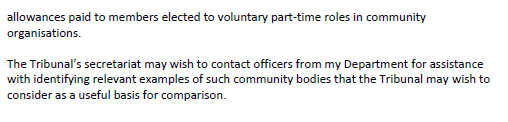 allowances paid to members elected to voluntary part-time roles in community
organisations.
The Tribunal's secretariat may wish to contact officers from my Department for assistance
with identifying relevant examples of such community bodies that the Tribunal may wish to
consider as a useful basis for comparison.